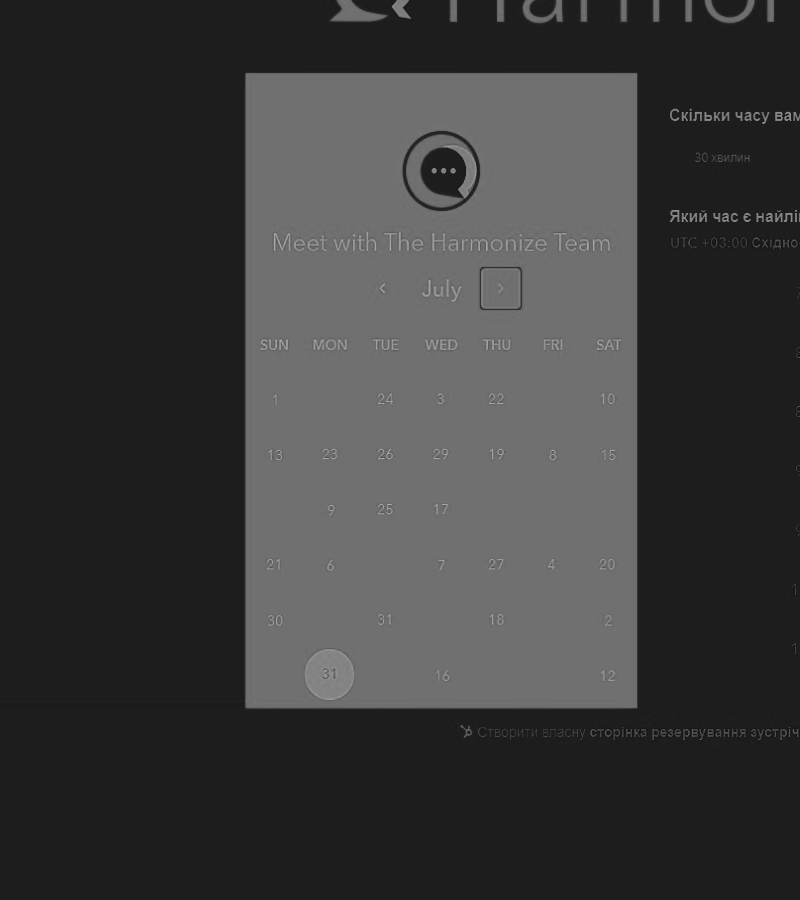 Harmon
Meet with The Harmonize Team
July
SUN MON TUE WED THU FRI SAT
1 24 3 22 10
13 23 26 29 19 8 15
9 25 17
21 6 7 27 4 20
30 31 18 2
31 16 12
Скільки часу вам
30 хвилин
Який час є найлі
UTC +03:00 Східно-
Створити власну сторінка резервування зустріч